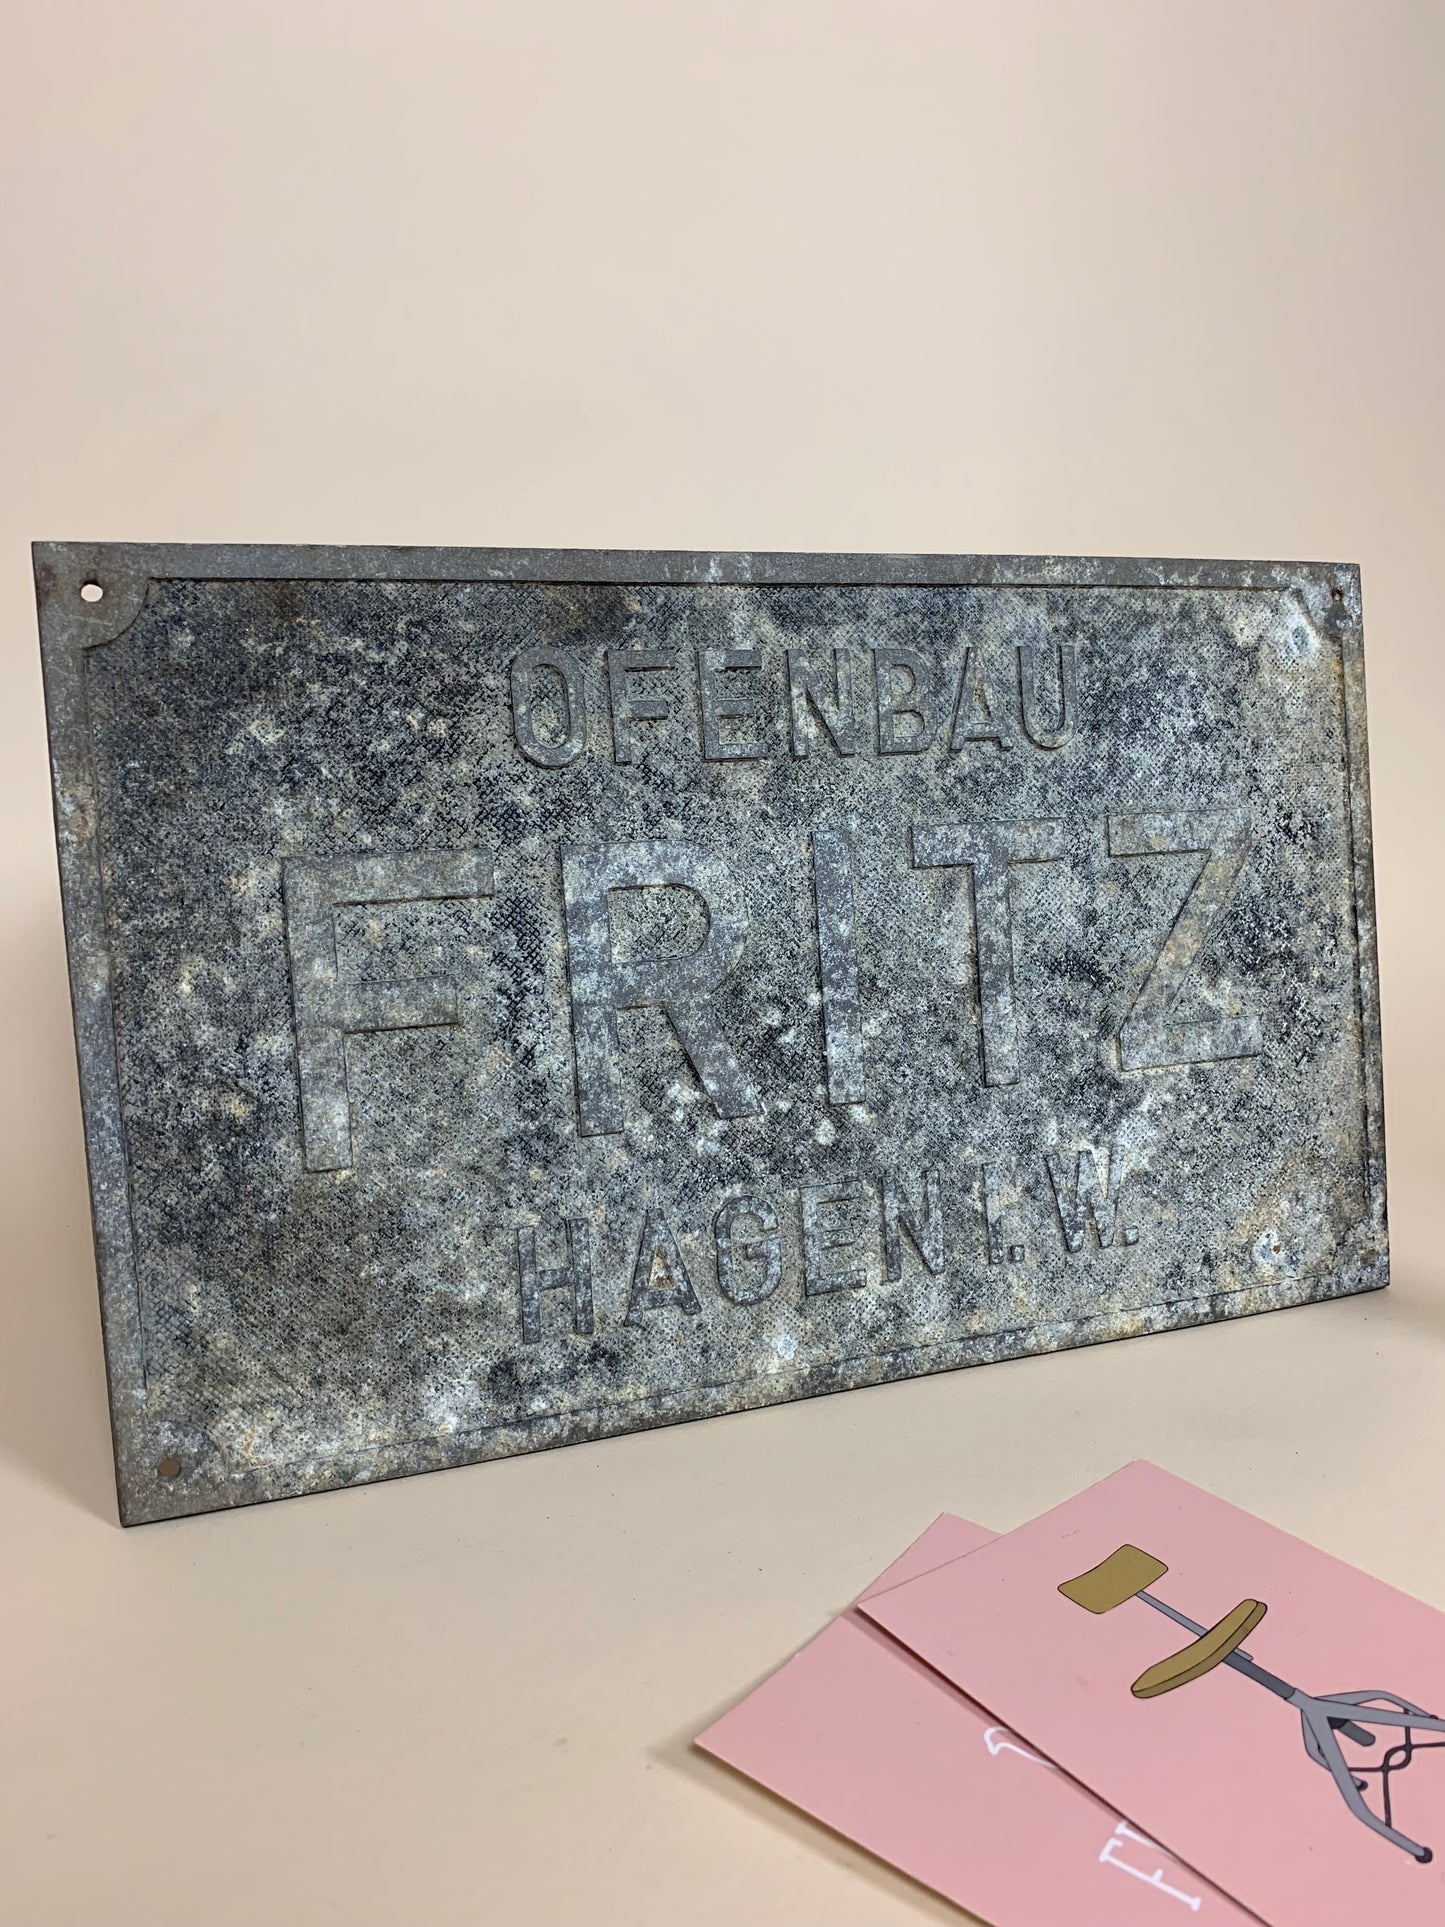 OFENBAU
FRITZ
HAGEN I. W.